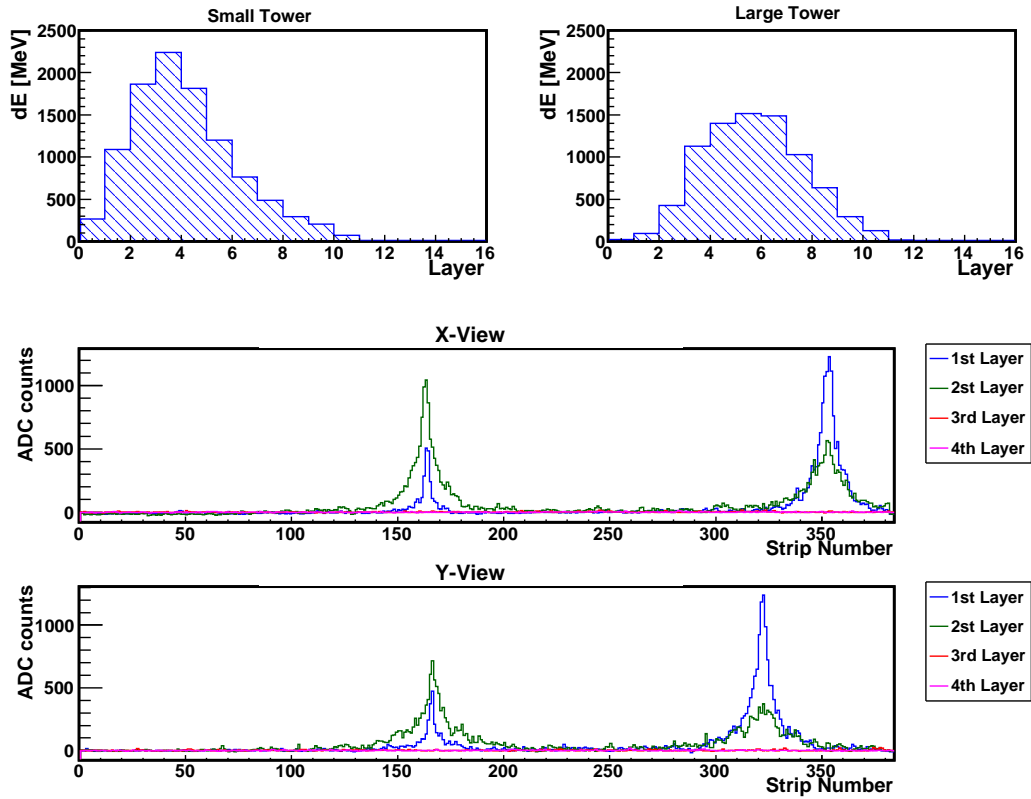 Small Tower
dE [MeV]
2500
2000
1500
1000
500
0
0 2 4 6 8 10 12 14 16
Layer
Large Tower
dE [MeV]
2500
2000
1500
1000
500
0
0 2 4 6 8 10 12 14 16
Layer
X-View
ADC counts
1000
500
0
0 50 100 150 200 250 300 350
Strip Number
1st Layer
2st Layer
3rd Layer
4th Layer
Y-View
ADC counts
1000
500
0
0 50 100 150 200 250 300 350
Strip Number
1st Layer
2st Layer
3rd Layer
4th Layer